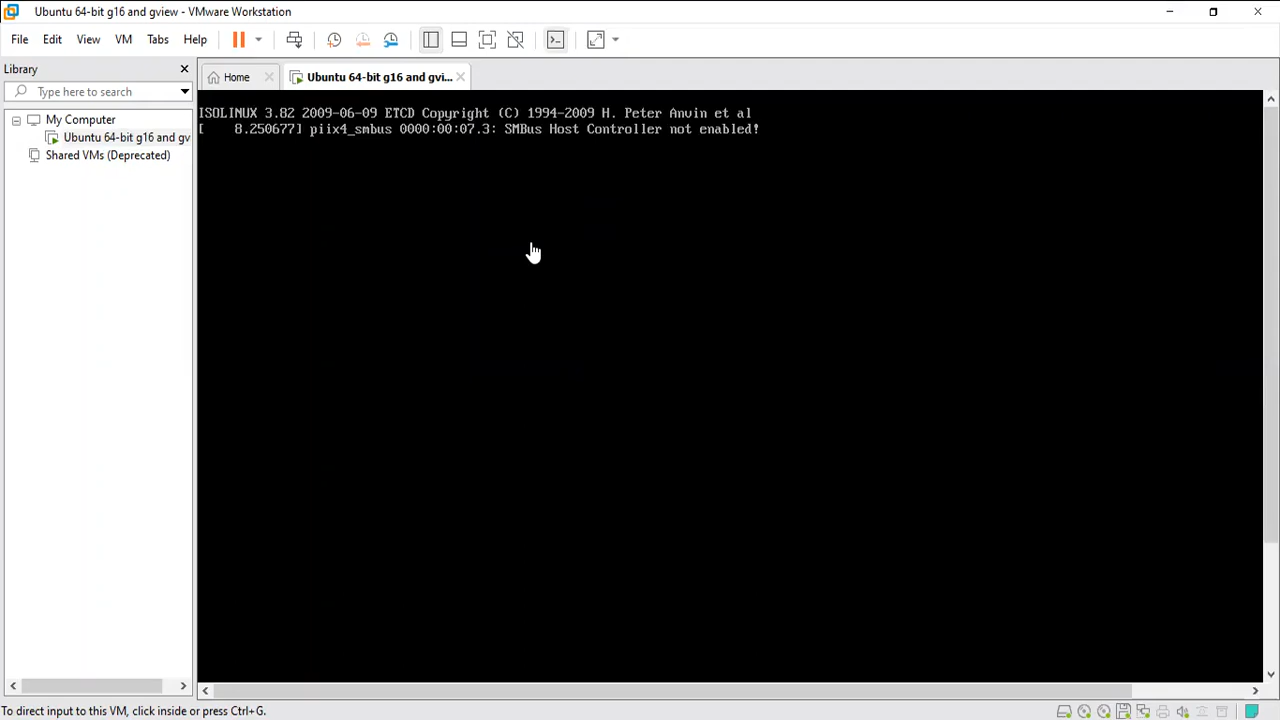 Ubuntu 64-bit g16 and gview - VMware Workstation
File Edit View VM Tabs Help
Library
Type here to search
My Computer
Ubuntu 64-bit g16 and gv
Shared VMs (Deprecated)
Home
Ubuntu 64-bit g16 and gvi...
ISOLINUX 3.82 2009-06-09 ETCD Copyright (C) 1994-2009 H. Peter Anvin et al
[    8.250677] piix4_smbus 0000:00:07.3: SMBus Host Controller not enabled!
To direct input to this VM, click inside or press Ctrl+G.